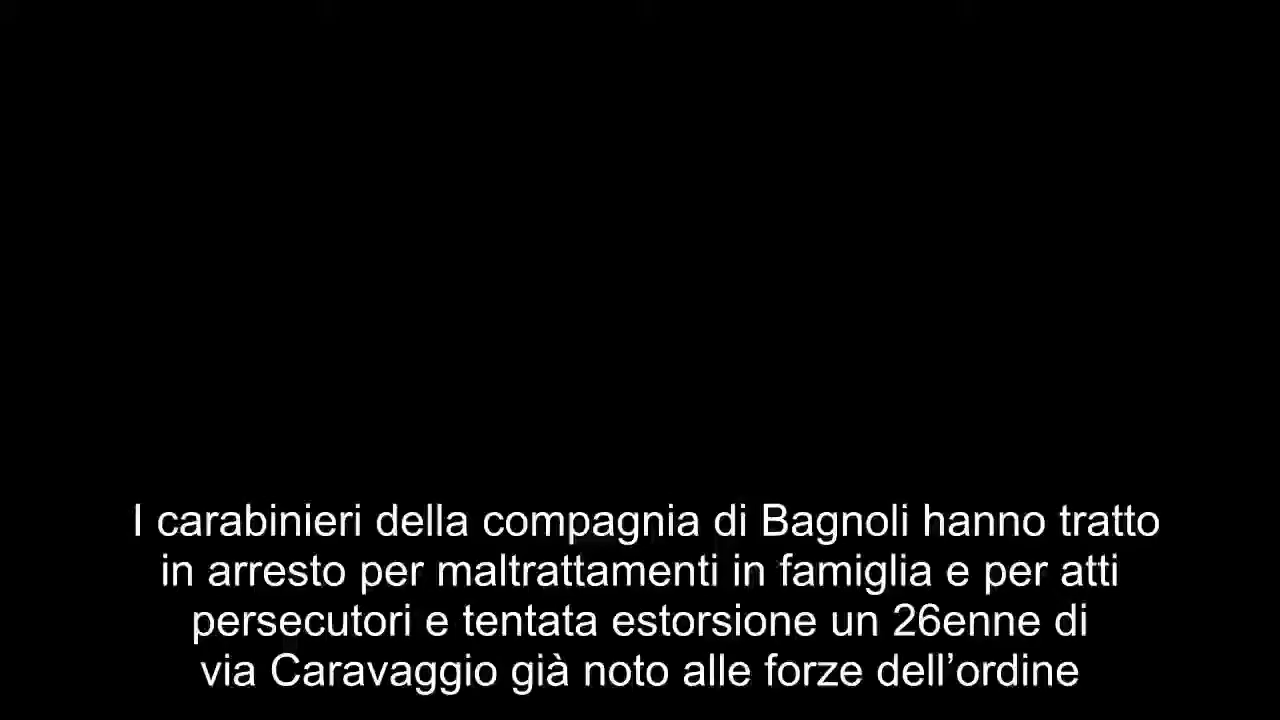 I carabinieri della compagnia di Bagnoli hanno tratto
in arresto per maltrattamenti in famiglia e per atti
persecutori e tentata estorsione un 26enne di
via Caravaggio già noto alle forze dell’ordine